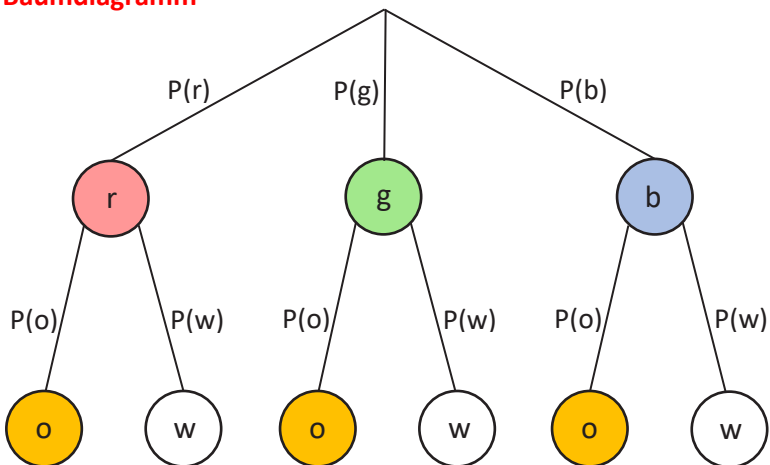 Baumdiagramm
P(r) P(g) P(b)
r g b
P(o) P(w) P(o) P(w) P(o) P(w)
o w o w o w